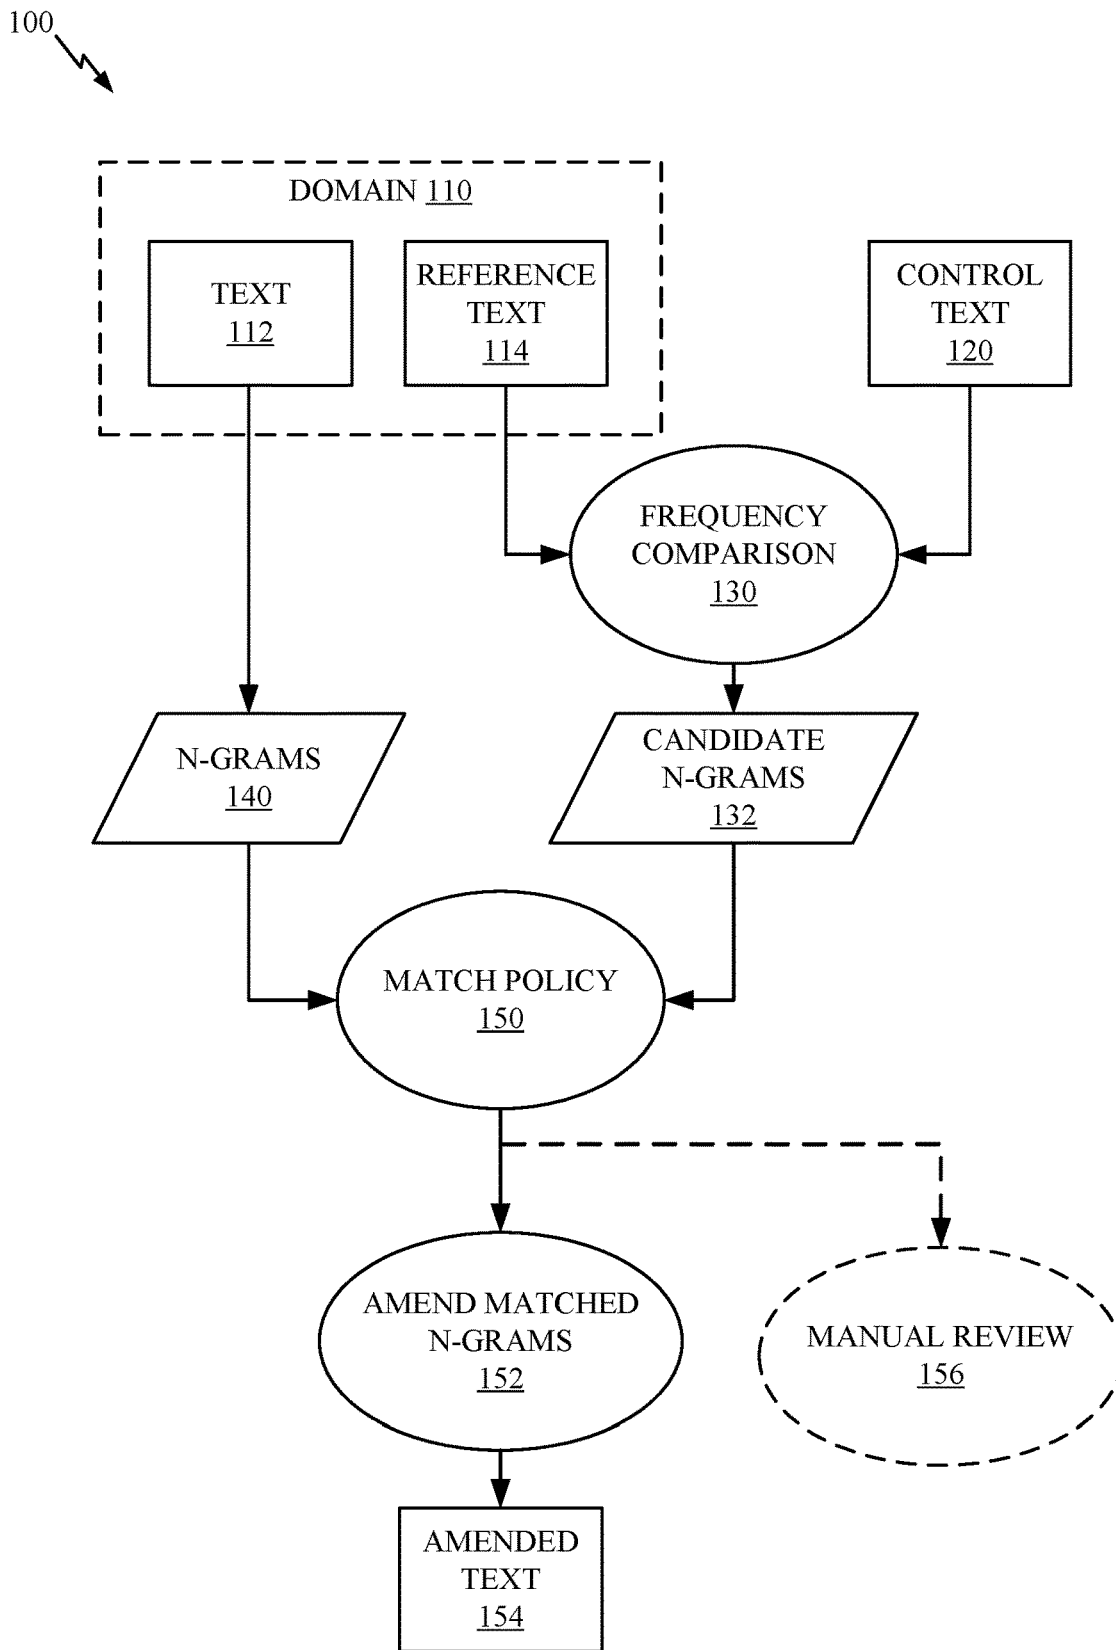 100
DOMAIN 110
TEXT
112
REFERENCE
TEXT
114
CONTROL
TEXT
120
FREQUENCY
COMPARISON
130
N-GRAMS
140
CANDIDATE
N-GRAMS
132
MATCH POLICY
150
AMEND MATCHED
N-GRAMS
152
MANUAL REVIEW
156
AMENDED
TEXT
154